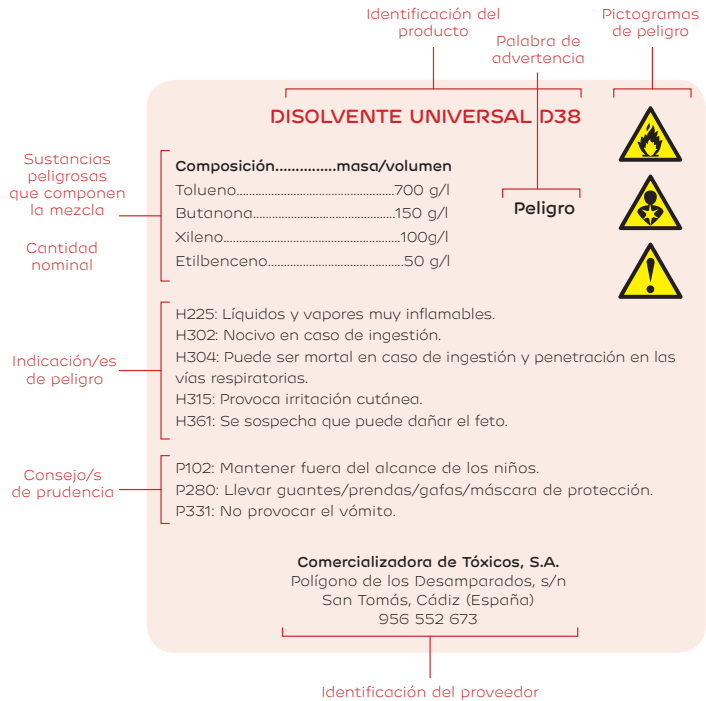 Identificación del
producto
Palabra de
advertencia
Pictogramas
de peligro
DISOLVENTE UNIVERSAL D38
Sustancias
peligrosas
que componen
la mezcla
Cantidad
nominal
Composición...............masa/volumen
Tolueno..................................................700 g/l
Butanona.............................................150 g/l
Xileno........................................................100g/l
Etilbenceno...........................................50 g/l
Peligro
Indicación/es
de peligro
H225: Líquidos y vapores muy inflamables.
H302: Nocivo en caso de ingestión.
H304: Puede ser mortal en caso de ingestión y penetración en las
vías respiratorias.
H315: Provoca irritación cutánea.
H361: Se sospecha que puede dañar el feto.
Consejo/s
de prudencia
P102: Mantener fuera del alcance de los niños.
P280: Llevar guantes/prendas/gafas/máscara de protección.
P331: No provocar el vómito.
Comercializadora de Tóxicos, S.A.
Polígono de los Desamparados, s/n
San Tomás, Cádiz (España)
956 552 673
Identificación del proveedor